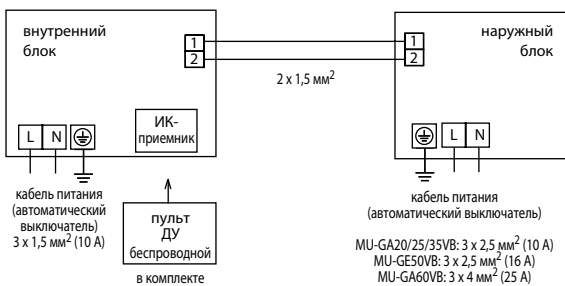 внутренний
блок
1
2
L N
ИК-
приемник
кабель питания
(автоматический
выключатель)
3 x 1,5 мм² (10 А)
пульт
ДУ
беспроводной
в комплекте
2 x 1,5 мм²
наружный
блок
1
2
L N
кабель питания
(автоматический выключатель)
MU-GA20/25/35VB: 3 x 2,5 мм² (10 А)
MU-GE50VB: 3 x 2,5 мм² (16 А)
MU-GA60VB: 3 x 4 мм² (25 А)